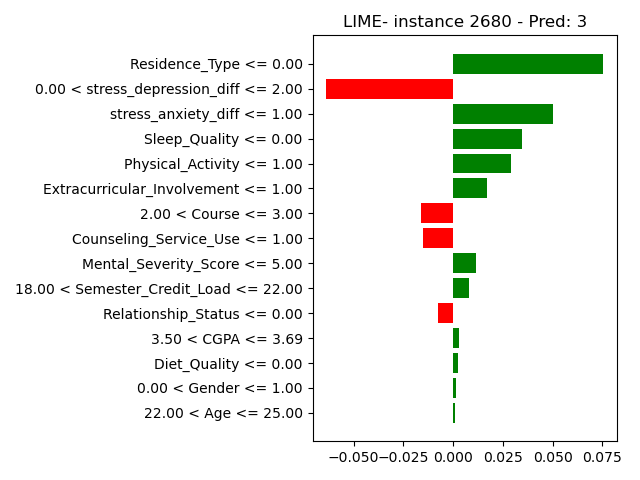 LIME- instance 2680 - Pred: 3
Residence_Type <= 0.00
0.00 < stress_depression_diff <= 2.00
stress_anxiety_diff <= 1.00
Sleep_Quality <= 0.00
Physical_Activity <= 1.00
Extracurricular_Involvement <= 1.00
2.00 < Course <= 3.00
Counseling_Service_Use <= 1.00
Mental_Severity_Score <= 5.00
18.00 < Semester_Credit_Load <= 22.00
Relationship_Status <= 0.00
3.50 < CGPA <= 3.69
Diet_Quality <= 0.00
0.00 < Gender <= 1.00
22.00 < Age <= 25.00
−0.050 −0.025 0.000 0.025 0.050 0.075